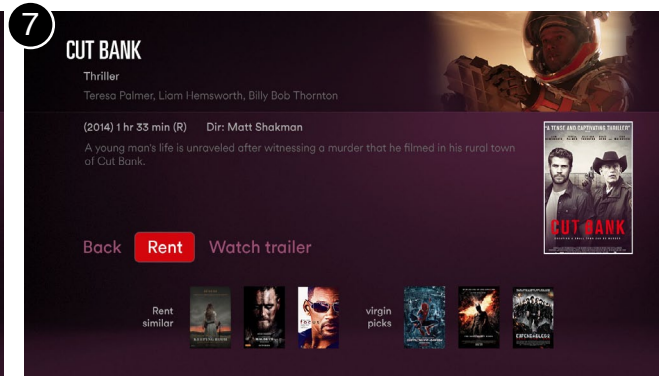 7
CUT BANK
Thriller
Teresa Palmer, Liam Hemsworth, Billy Bob Thornton
(2014) 1 hr 33 min (R) Dir: Matt Shakman
A young man's life is unraveled after witnessing a murder that he filmed in his rural town
of Cut Bank.
"A TENSE AND CAPTIVATING THRILLER"
CUT BANK
Back Rent Watch trailer
Rent
similar
focus
virgin
picks
EXPENDABLES